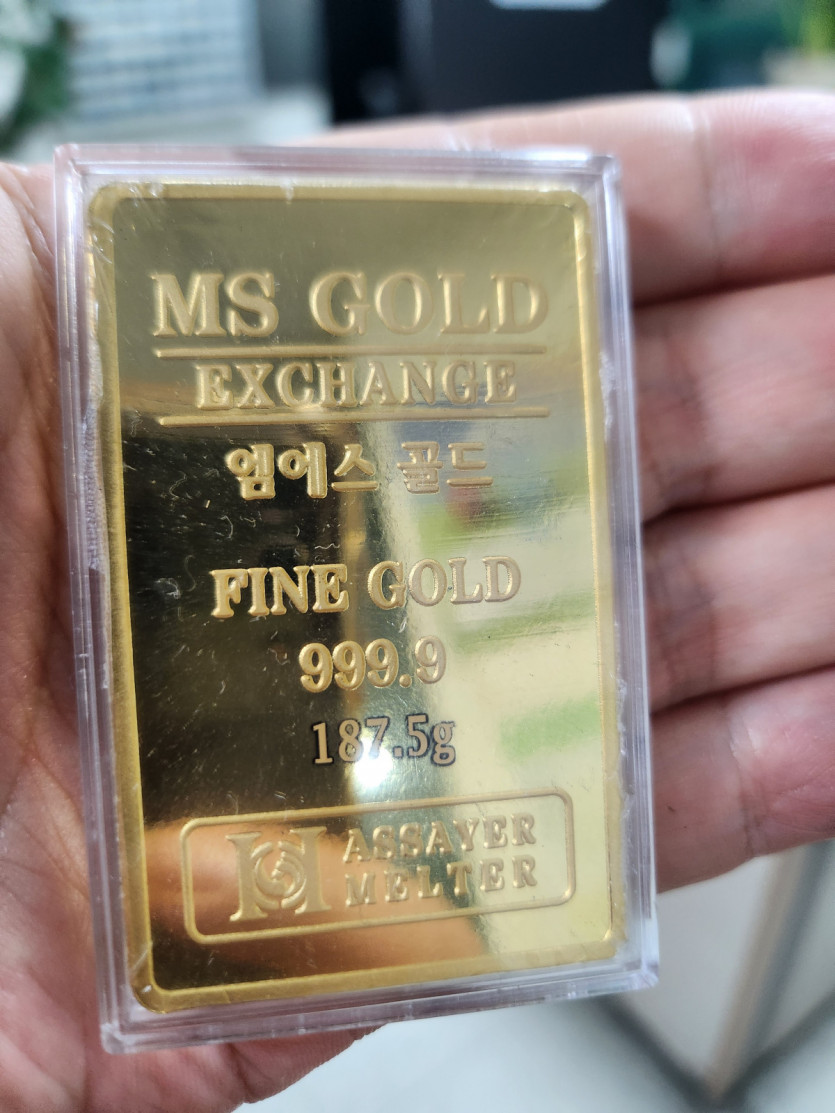 MS GOLD
EXCHANGE
엠에스 골드
FINE GOLD
999.9
187.5g
ASSAYER
MELTER